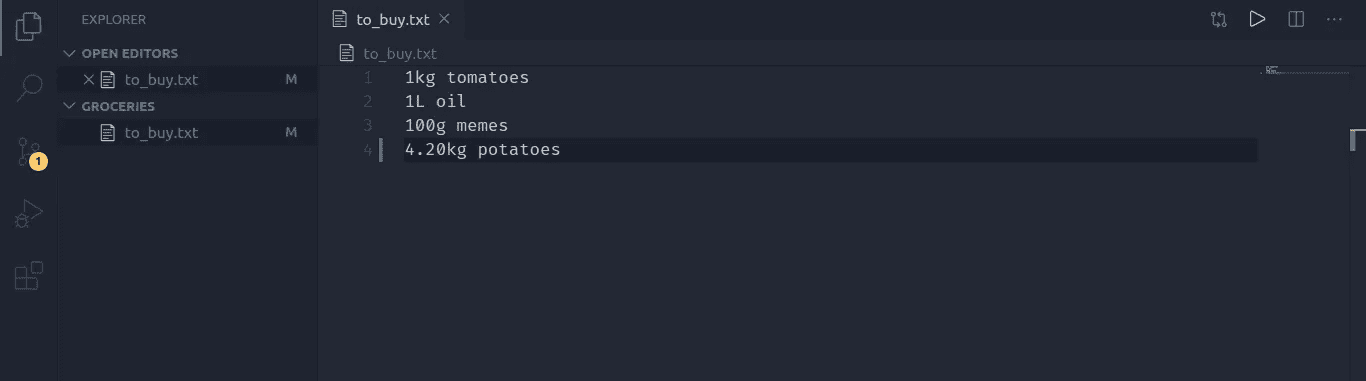 EXPLORER
OPEN EDITORS
to_buy.txt M
GROCERIES
to_buy.txt M
1
to_buy.txt
to_buy.txt
1 1kg tomatoes
2 1L oil
3 100g memes
4 4.20kg potatoes